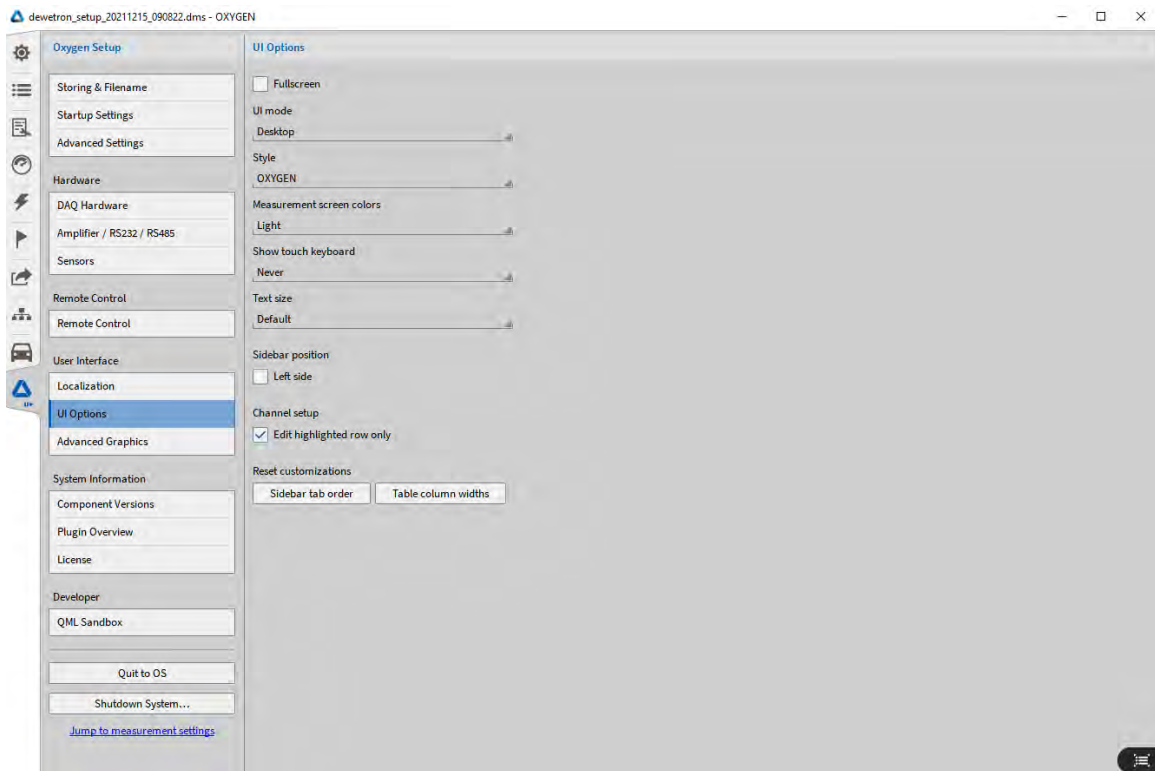 dewetron_setup_20211215_090822.dms - OXYGEN
Oxygen Setup
Storing & Filename
Startup Settings
Advanced Settings
Hardware
DAQ Hardware
Amplifier / RS232 / RS485
Sensors
Remote Control
Remote Control
User Interface
Localization
UI Options
Advanced Graphics
System Information
Component Versions
Plugin Overview
License
Developer
QML Sandbox
Quit to OS
Shutdown System...
Jump to measurement settings
UI Options
Fullscreen
UI mode
Desktop
Style
OXYGEN
Measurement screen colors
Light
Show touch keyboard
Never
Text size
Default
Sidebar position
Left side
Channel setup
Edit highlighted row only
Reset customizations
Sidebar tab order
Table column widths